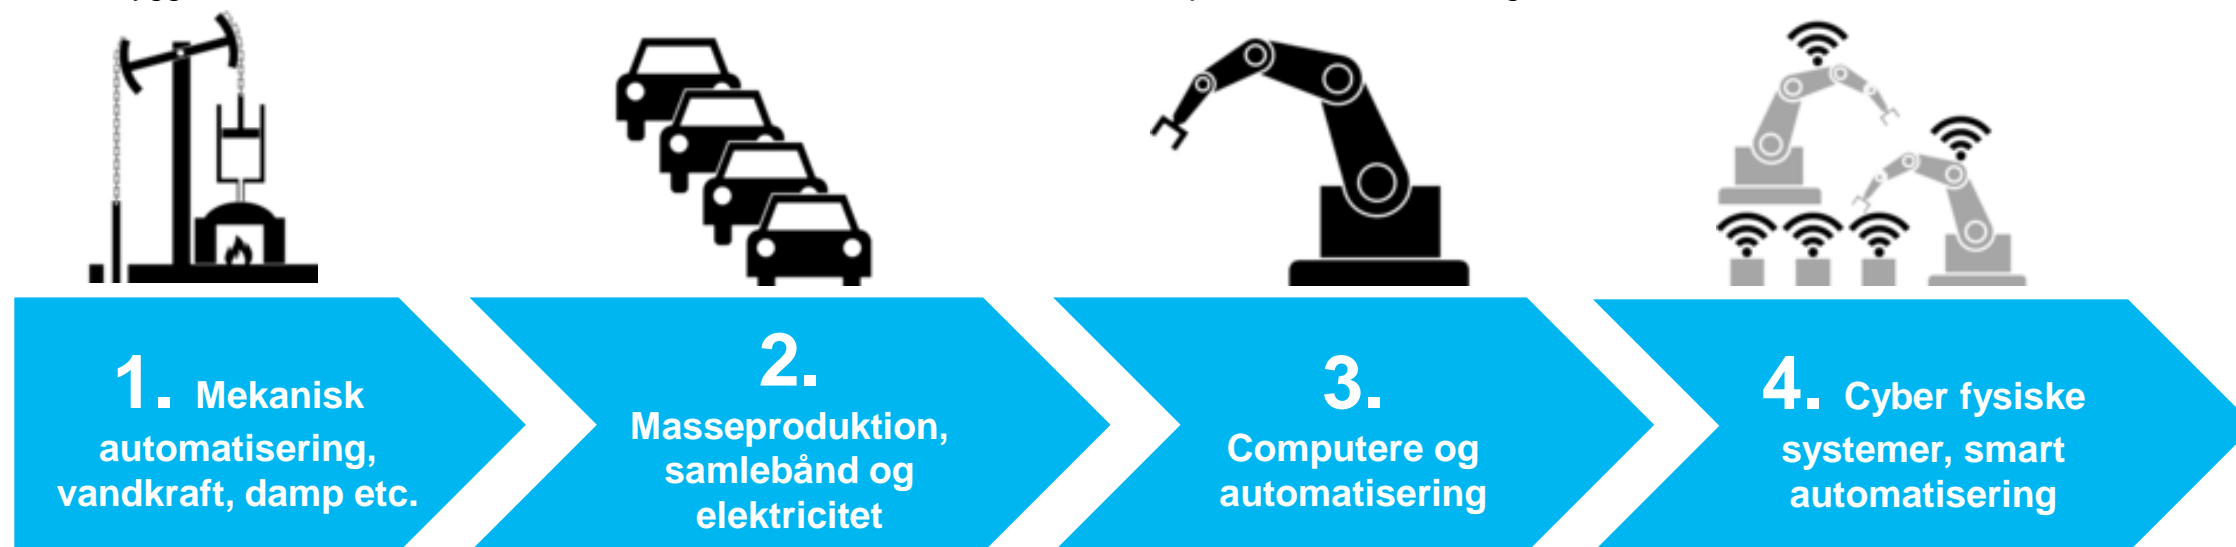 1. Mekanisk
automatisering,
vandkraft, damp etc.
2.
Masseproduktion,
samlebånd og
elektricitet
3.
Computere og
automatisering
4. Cyber fysiske
systemer, smart
automatisering